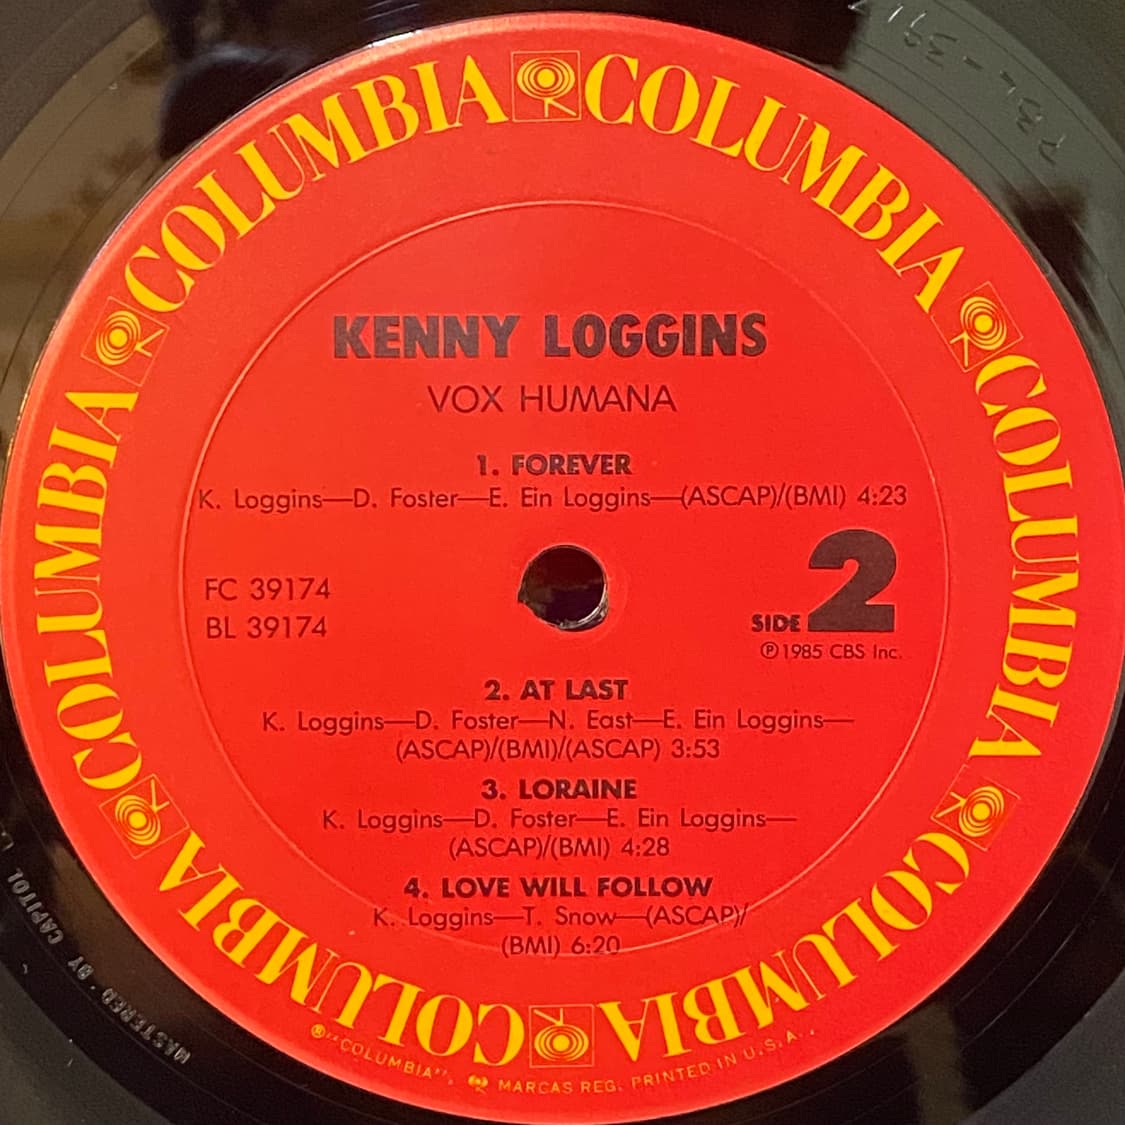 COLUMBIA COLUMBIA COLUMBIA COLUMBIA COLUMBIA COLUMBIA COLUMBIA COLUMBIA
KENNY LOGGINS
VOX HUMANA
1. FOREVER
K. Loggins—D. Foster—E. Ein Loggins—(ASCAP)/(BMI) 4:23
FC 39174
BL 39174
SIDE 2
℗ 1985 CBS Inc.
2. AT LAST
K. Loggins—D. Foster—N. East—E. Ein Loggins—
(ASCAP)/(BMI)/(ASCAP) 3:53
3. LORAINE
K. Loggins—D. Foster—E. Ein Loggins—
(ASCAP)/(BMI) 4:28
4. LOVE WILL FOLLOW
K. Loggins—T. Snow—(ASCAP)/
(BMI) 6:20
®"COLUMBIA", MARCAS REG. PRINTED IN U.S.A.
MASTERED BY CAPITOL